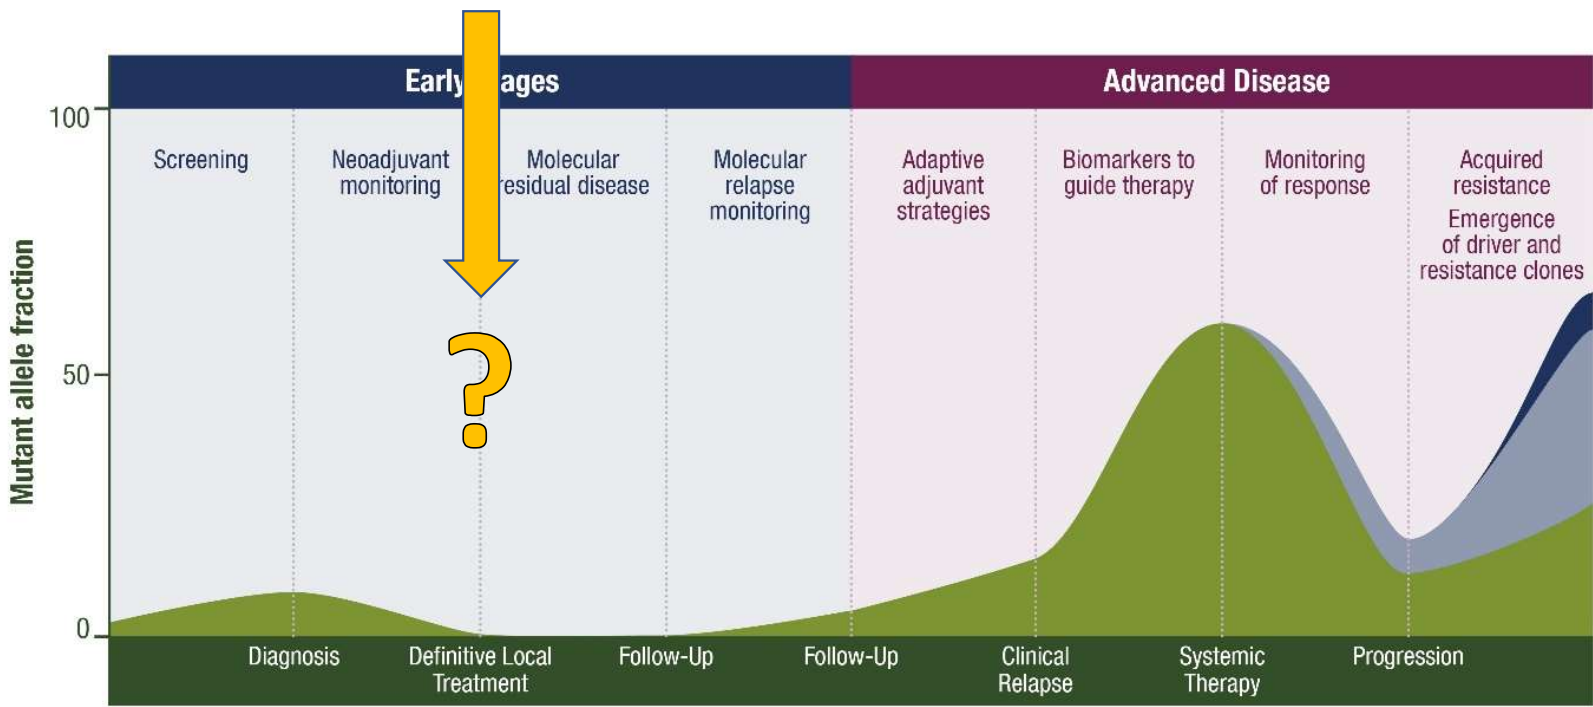 Early ages
Advanced Disease
100
50
0
Mutant allele fraction
Screening
Neoadjuvant
monitoring
Molecular
residual disease
Molecular
relapse
monitoring
Adaptive
adjuvant
strategies
Biomarkers to
guide therapy
Monitoring
of response
Acquired
resistance
Emergence
of driver and
resistance clones
?
Diagnosis
Definitive Local
Treatment
Follow-Up
Follow-Up
Clinical
Relapse
Systemic
Therapy
Progression